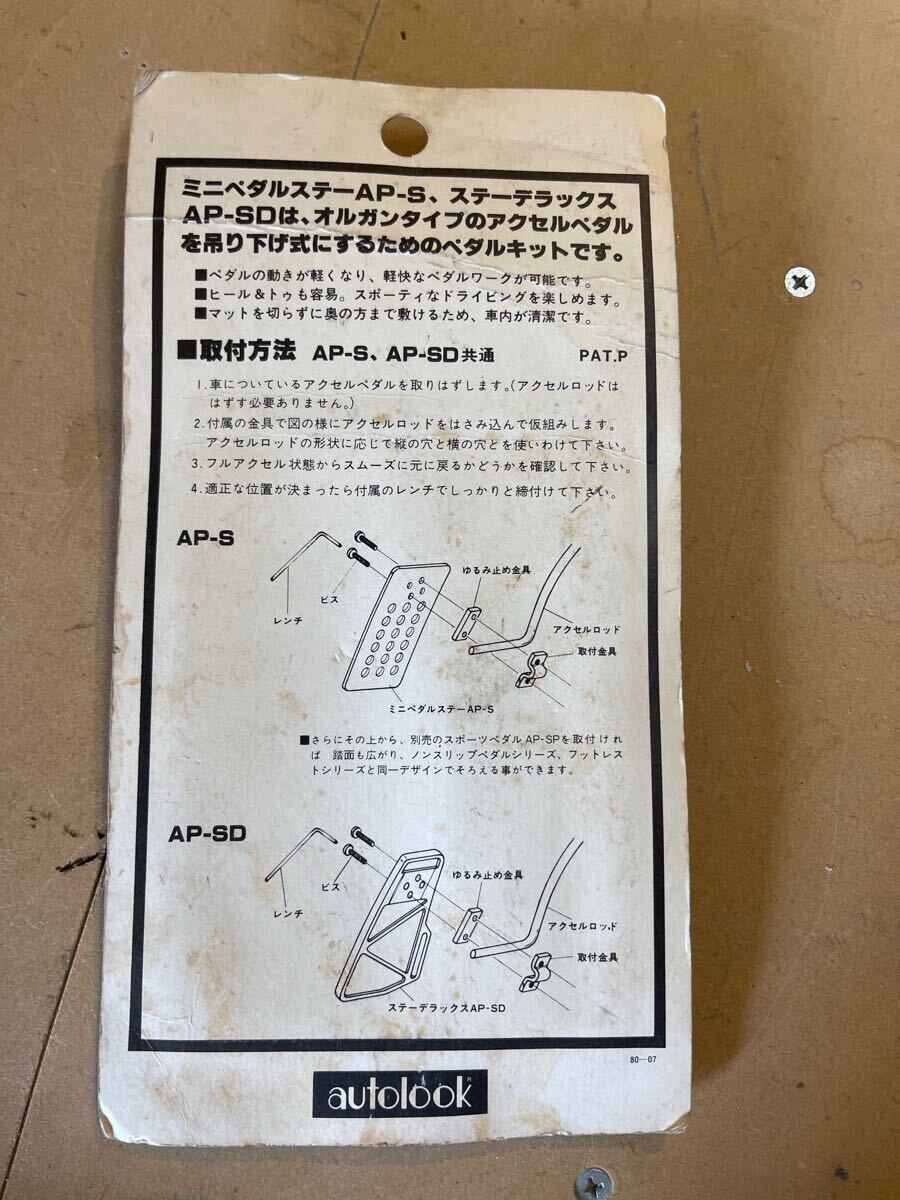 ミニペダルステーAP-S、ステーデラックス
AP-SDは、オルガンタイプのアクセルペダル
を吊り下げ式にするためのペダルキットです。
■ペダルの動きが軽くなり、軽快なペダルワークが可能です。
■ヒール&トゥも容易。スポーティなドライビングを楽しめます。
■マットを切らずに奥の方まで敷けるため、車内が清潔です。
■取付方法 AP-S、AP-SD共通 PAT.P
1.車についているアクセルペダルを取りはずします。(アクセルロッドは
はずす必要ありません。)
2.付属の金具で図の様にアクセルロッドをはさみ込んで仮組みします。
アクセルロッドの形状に応じて縦の穴と横の穴とを使いわけて下さい。
3.フルアクセル状態からスムーズに元に戻るかどうかを確認して下さい。
4.適正な位置が決まったら付属のレンチでしっかりと締付けて下さい。
AP-S
レンチ
ビス
ゆるみ止め金具
アクセルロッド
取付金具
ミニペダルステーAP-S
■さらにその上から、別売のスポーツペダルAP-SPを取付けれ
ば 踏面も広がり、ノンスリップペダルシリーズ、フットレス
トシリーズと同一デザインでそろえる事ができます。
AP-SD
レンチ
ビス
ゆるみ止め金具
アクセルロッド
取付金具
ステーデラックスAP-SD
80-07
autolook R